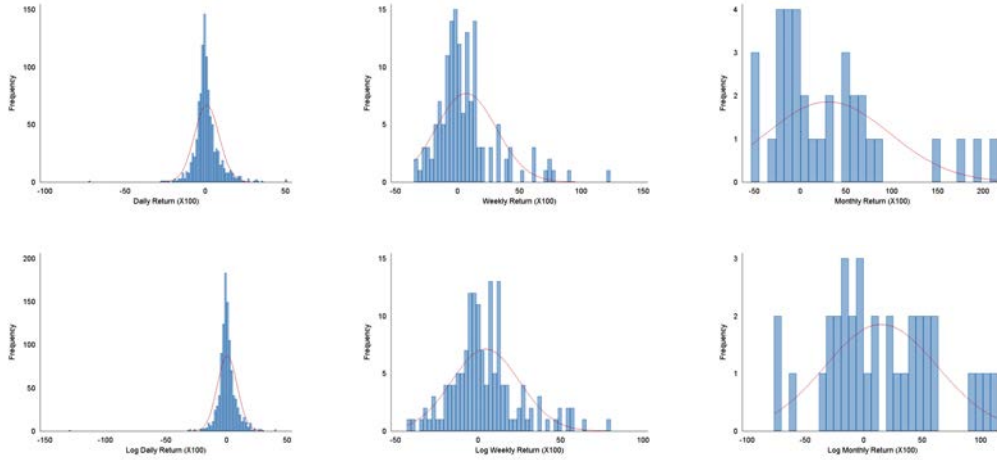 150
100
50
0
Frequency
-100 -50 0 50
Daily Return (X100)
15
10
5
0
Frequency
-50 0 50 100 150
Weekly Return (X100)
4
3
2
1
0
Frequency
-50 0 50 100 150 200
Monthly Return (X100)
200
150
100
50
0
Frequency
-150 -100 -50 0 50
Log Daily Return (X100)
15
10
5
0
Frequency
-50 0 50 100
Log Weekly Return (X100)
3
2
1
0
Frequency
-100 -50 0 50 100
Log Monthly Return (X100)